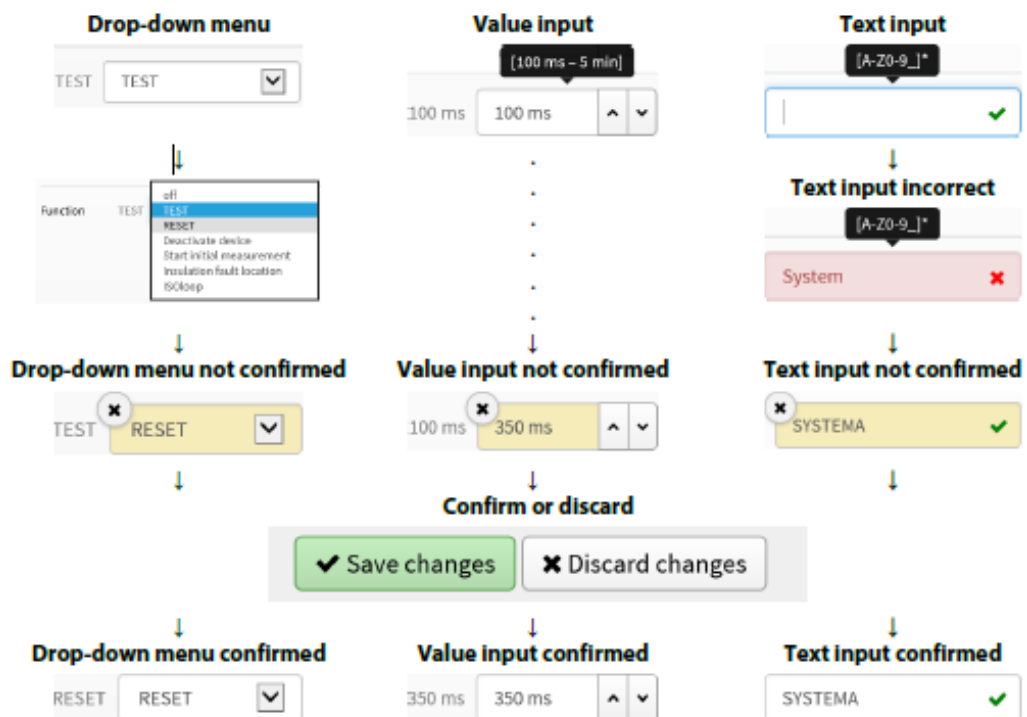 Drop-down menu Value input Text input
[100 ms – 5 min] [A-Z0-9_]*
TEST TEST 100 ms 100 ms
Text input incorrect
[A-Z0-9_]*
Function TEST
off
TEST
RESET
Deactivate device
Start initial measurement
Insulation fault location
ISOloop
System
Drop-down menu not confirmed Value input not confirmed Text input not confirmed
TEST RESET 100 ms 350 ms SYSTEMA
Confirm or discard
Save changes Discard changes
Drop-down menu confirmed Value input confirmed Text input confirmed
RESET RESET 350 ms 350 ms SYSTEMA